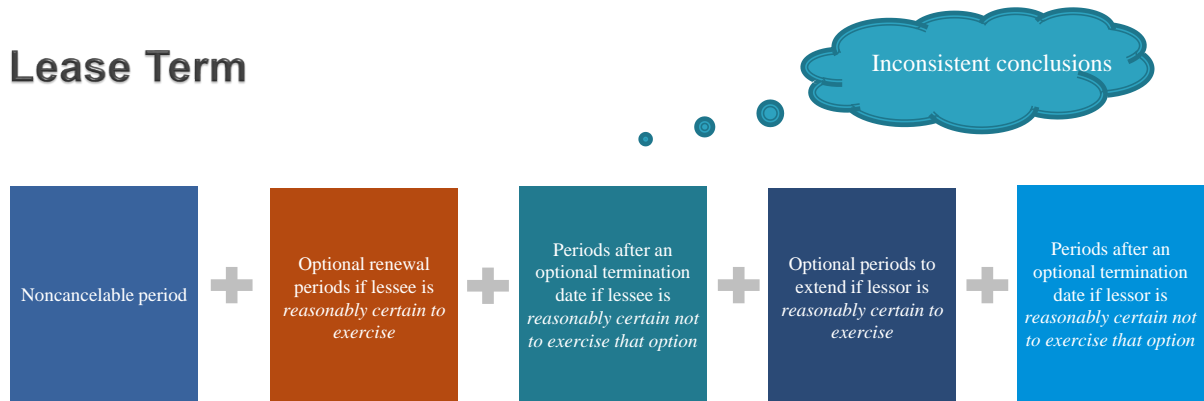 Lease Term
Inconsistent conclusions
Noncancelable period
Optional renewal
periods if lessee is
reasonably certain to
exercise
Periods after an
optional termination
date if lessee is
reasonably certain not
to exercise that option
Optional periods to
extend if lessor is
reasonably certain to
exercise
Periods after an
optional termination
date if lessor is
reasonably certain not
to exercise that option